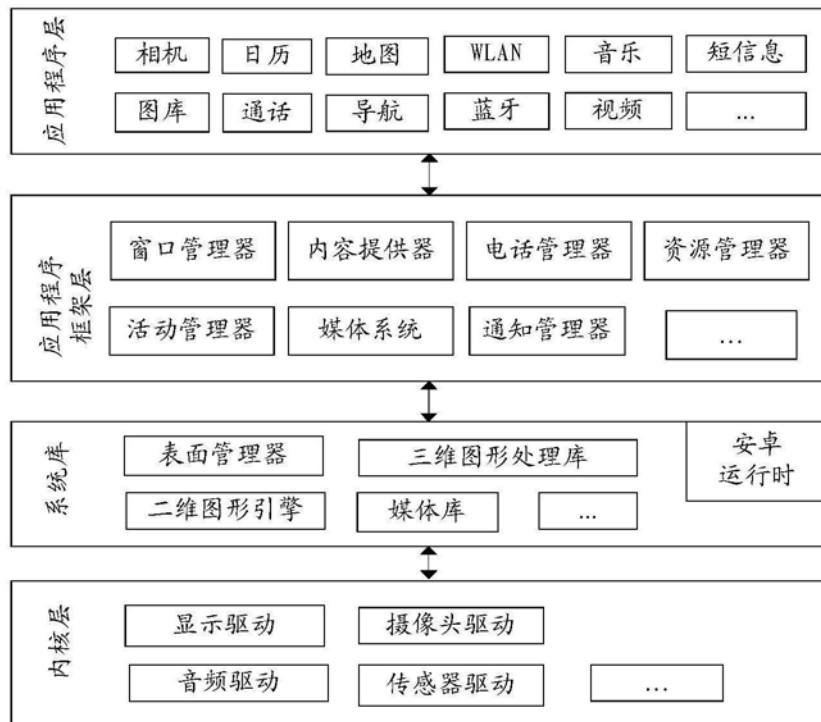 应用程序层
相机 日历 地图 WLAN 音乐 短信息
图库 通话 导航 蓝牙 视频 ...
应用程序
框架层
窗口管理器 内容提供器 电话管理器 资源管理器
活动管理器 媒体系统 通知管理器 ...
系统库
表面管理器 三维图形处理库
二维图形引擎 媒体库 ...
安卓
运行时
内核层
显示驱动 摄像头驱动
音频驱动 传感器驱动 ...